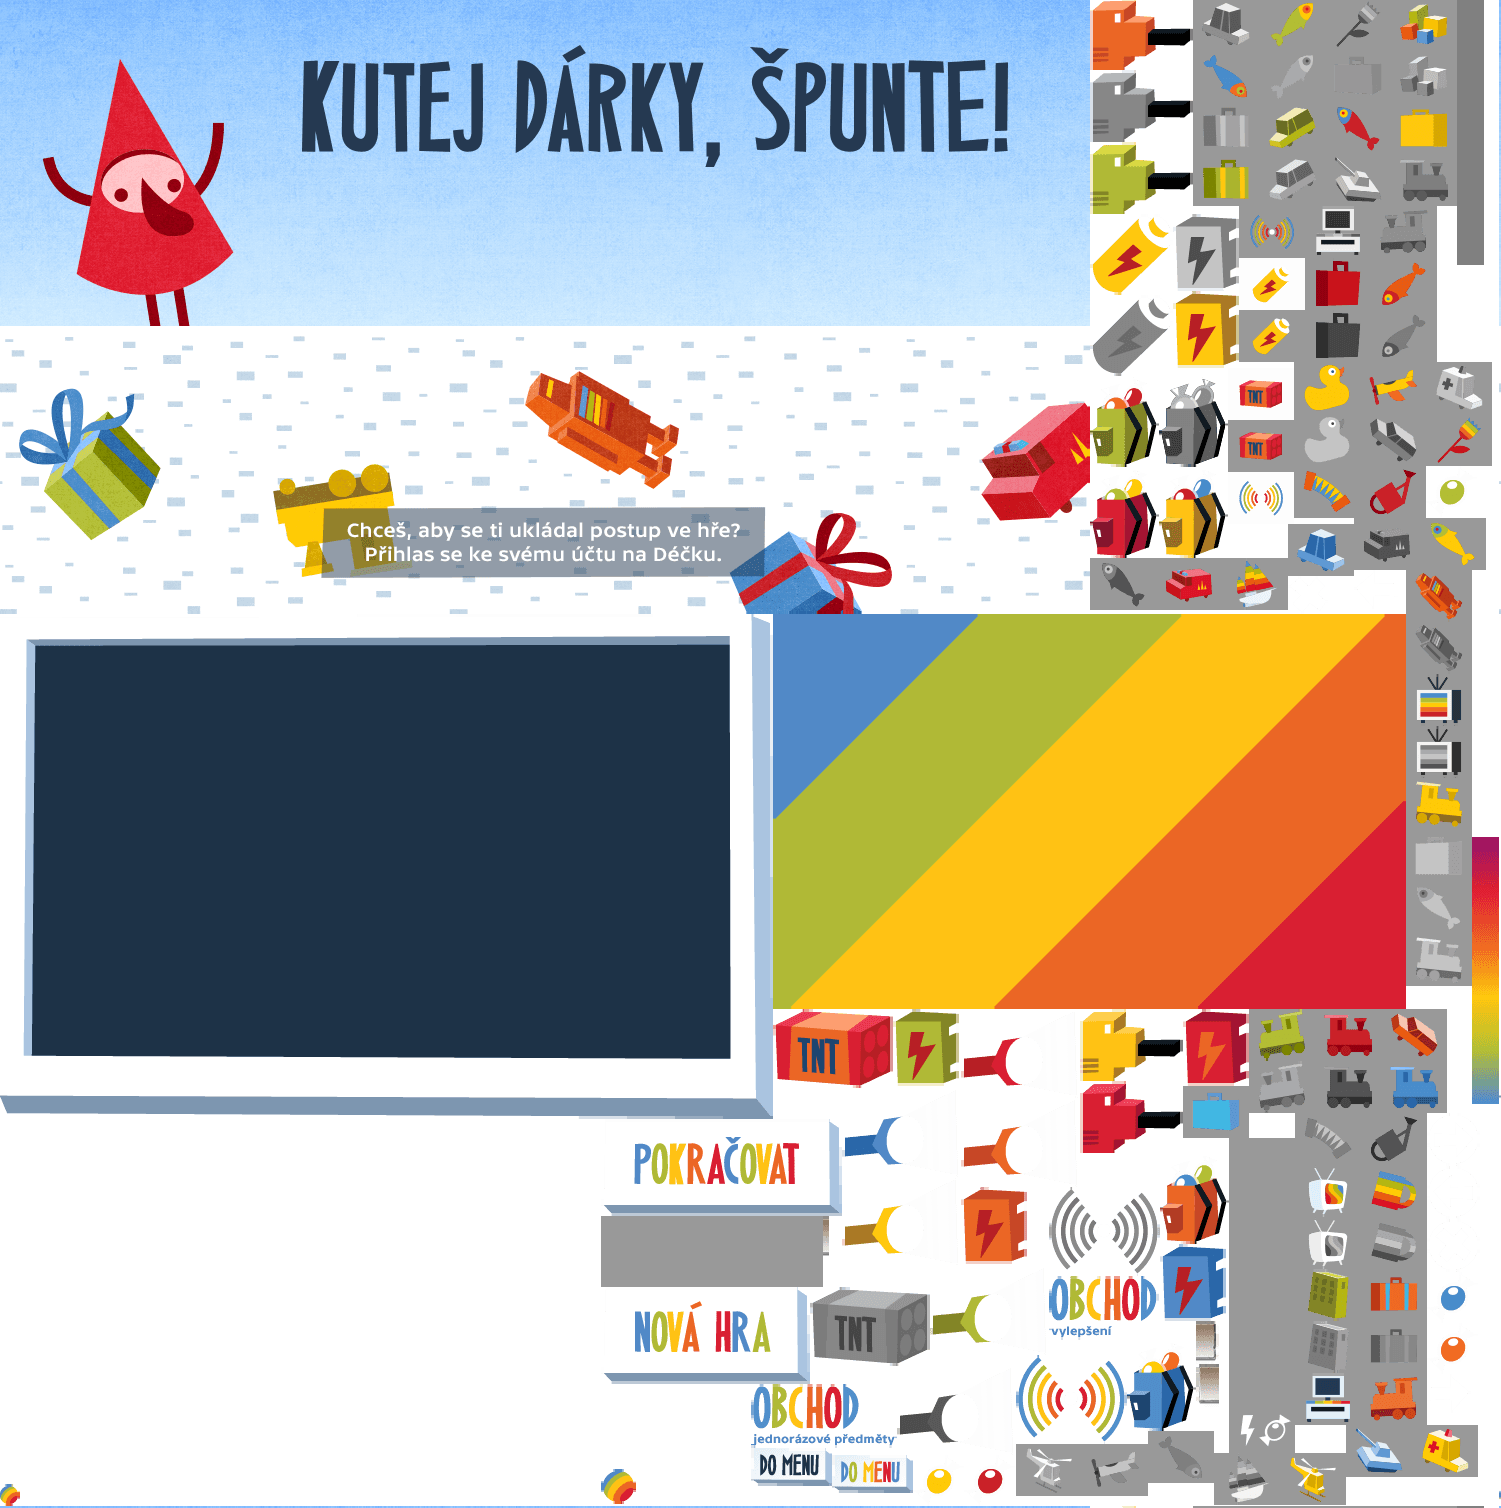 KUTEJ DÁRKY, ŠPUNTE!
Chceš, aby se ti ukládal postup ve hře?
Přihlas se ke svému účtu na Déčku.
TNT
TNT
TNT
POKRAČOVAT
OBCHOD
vylepšení
NOVÁ HRA
TNT
OBCHOD
jednorázové předměty
DO MENU
DO MENU